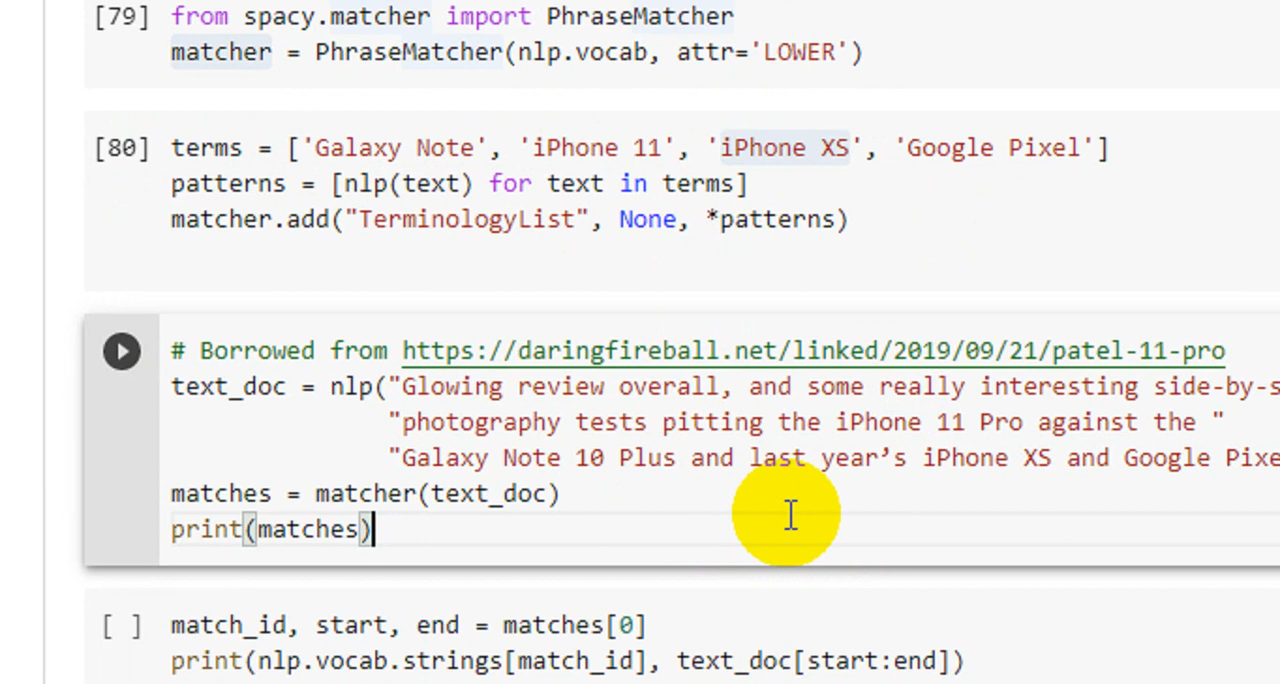 [79] from spacy.matcher import PhraseMatcher
matcher = PhraseMatcher(nlp.vocab, attr='LOWER')
[80] terms = ['Galaxy Note', 'iPhone 11', 'iPhone XS', 'Google Pixel']
patterns = [nlp(text) for text in terms]
matcher.add("TerminologyList", None, *patterns)
# Borrowed from https://daringfireball.net/linked/2019/09/21/patel-11-pro
text_doc = nlp("Glowing review overall, and some really interesting side-by-s
"photography tests pitting the iPhone 11 Pro against the "
"Galaxy Note 10 Plus and last year’s iPhone XS and Google Pixe
matches = matcher(text_doc)
print(matches)
[ ] match_id, start, end = matches[0]
print(nlp.vocab.strings[match_id], text_doc[start:end])